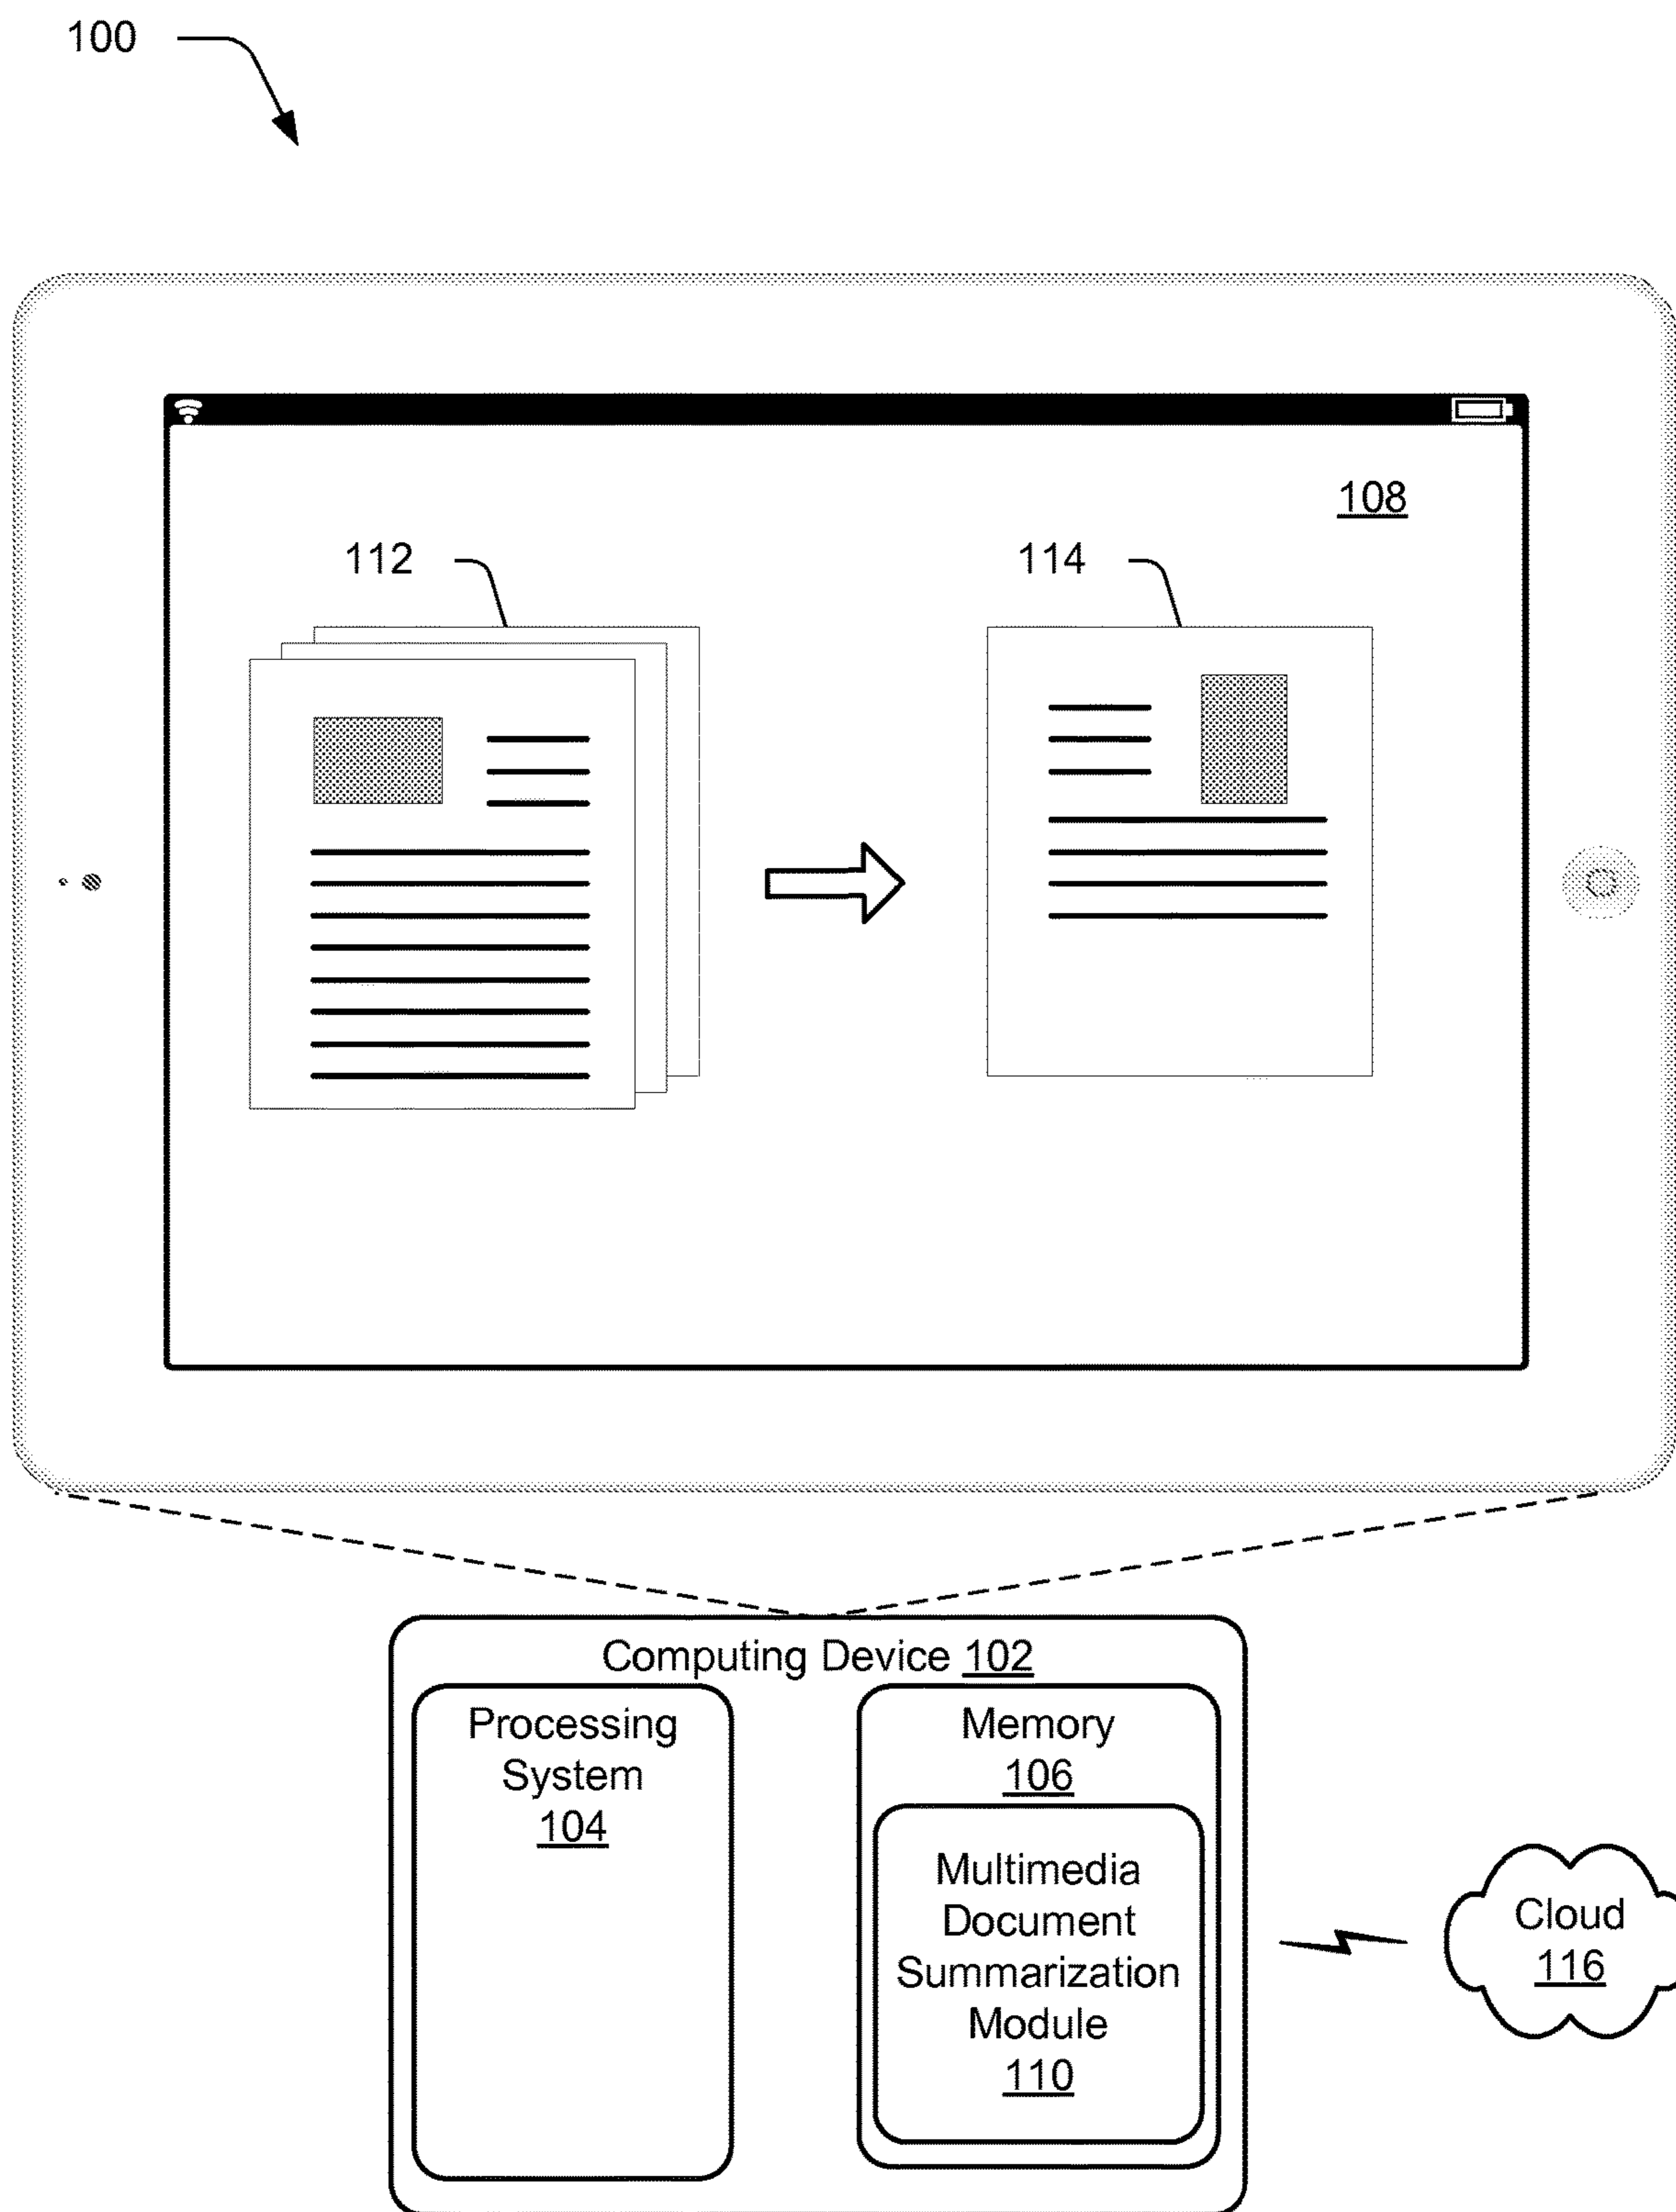 100
108
112
114
Computing Device 102
Processing
System
104
Memory
106
Multimedia
Document
Summarization
Module
110
Cloud
116